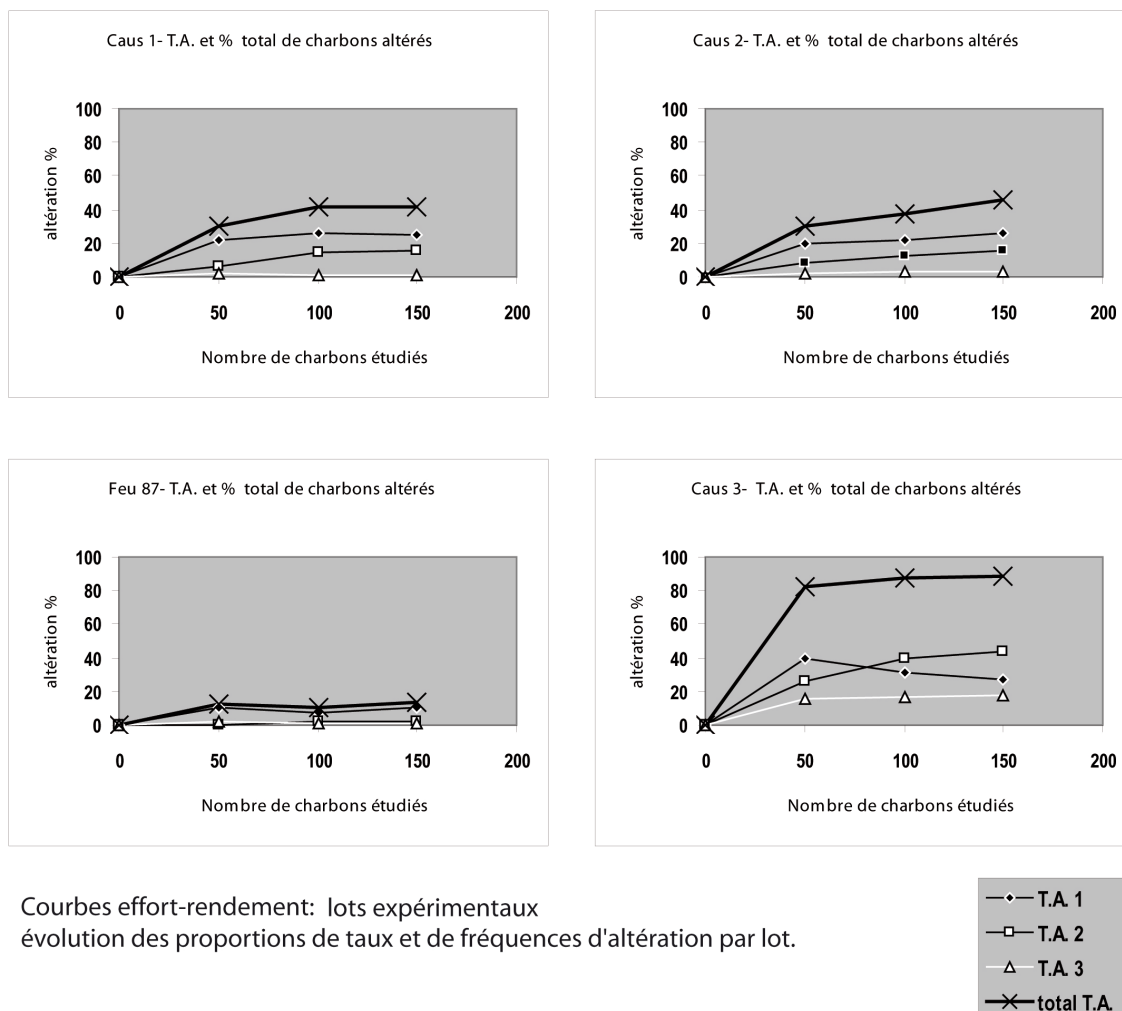 Caus 1- T.A. et % total de charbons altérés
altération %
100
80
60
40
20
0
0 50 100 150 200
Nombre de charbons étudiés
Caus 2- T.A. et % total de charbons altérés
altération %
100
80
60
40
20
0
0 50 100 150 200
Nombre de charbons étudiés
Feu 87- T.A. et % total de charbons altérés
altération %
100
80
60
40
20
0
0 50 100 150 200
Nombre de charbons étudiés
Caus 3- T.A. et % total de charbons altérés
altération %
100
80
60
40
20
0
0 50 100 150 200
Nombre de charbons étudiés
Courbes effort-rendement: lots expérimentaux
évolution des proportions de taux et de fréquences d'altération par lot.
T.A. 1
T.A. 2
T.A. 3
total T.A.